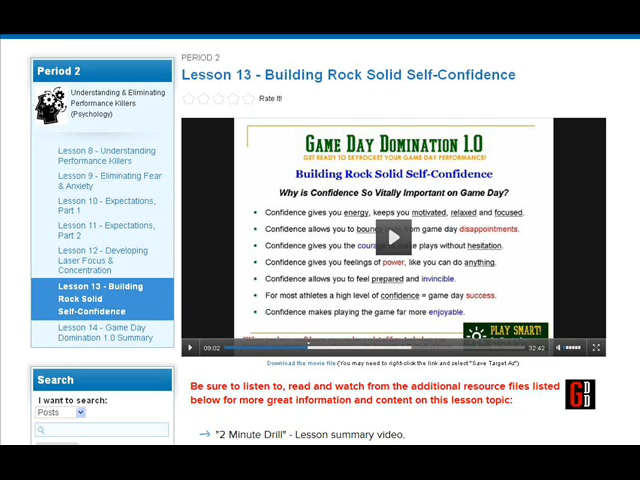 Period 2
Understanding & Eliminating
Performance Killers
(Psychology)
Lesson 8 - Understanding
Performance Killers
Lesson 9 - Eliminating Fear
& Anxiety
Lesson 10 - Expectations,
Part 1
Lesson 11 - Expectations,
Part 2
Lesson 12 - Developing
Laser Focus &
Concentration
Lesson 13 - Building
Rock Solid
Self-Confidence
Lesson 14 - Game Day
Domination 1.0 Summary
Search
I want to search:
Posts
PERIOD 2
Lesson 13 - Building Rock Solid Self-Confidence
Rate It!
GAME DAY DOMINATION 1.0
GET READY TO SKYROCKET YOUR GAME DAY PERFORMANCE!
Building Rock Solid Self-Confidence
Why is Confidence So Vitally Important on Game Day?
Confidence gives you energy, keeps you motivated, relaxed and focused.
Confidence allows you to bounce from game day disappointments.
Confidence gives you the make plays without hesitation.
Confidence gives you feelings of power, like you can do anything.
Confidence allows you to feel prepared and invincible.
For most athletes a high level of confidence = game day success.
Confidence makes playing the game far more enjoyable.
PLAY SMART!
09:02
32:42
Download the movie file (You may need to right-click the link and select "Save Target As")
Be sure to listen to, read and watch from the additional resource files listed
below for more great information and content on this lesson topic:
GDD
"2 Minute Drill" - Lesson summary video.